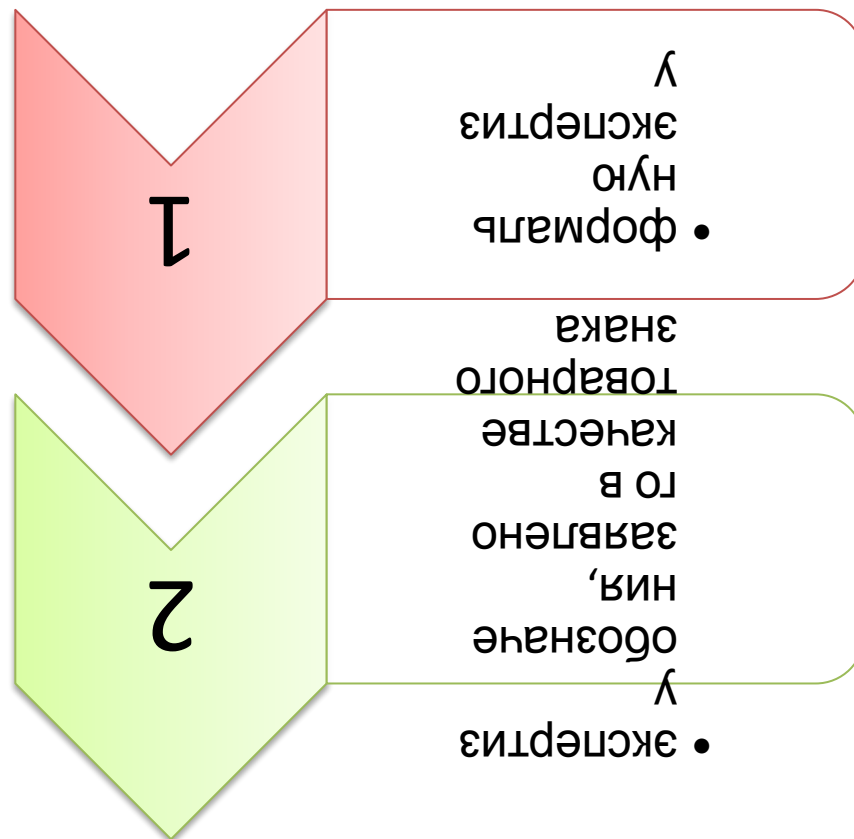 1
• формаль
ную
экспертиз
у
2
• экспертиз
у
обозначе
ния,
заявлено
го в
качестве
товарного
знака